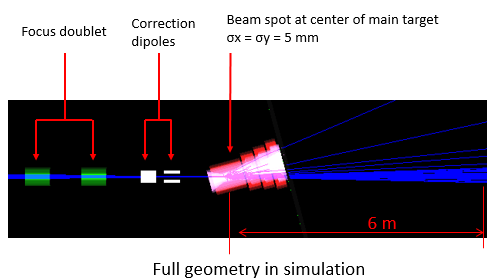 Focus doublet
Correction
dipoles
Beam spot at center of main target
σx = σy = 5 mm
6 m
Full geometry in simulation